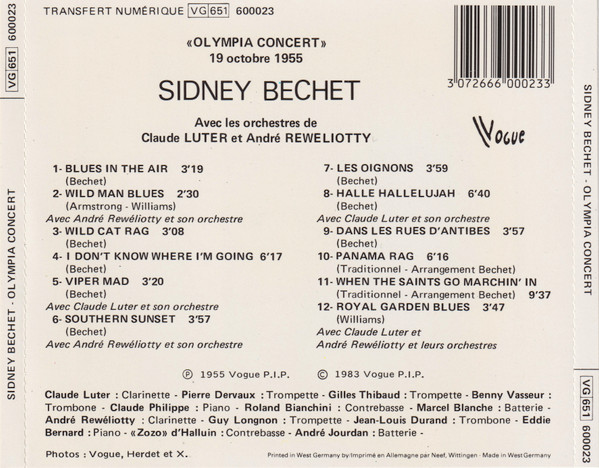 TRANSFERT NUMÉRIQUE VG 651 600023
«OLYMPIA CONCERT»
19 octobre 1955
SIDNEY BECHET
Avec les orchestres de
Claude LUTER et André REWELIOTTY
3 072666 000233
Vogue
1- BLUES IN THE AIR 3'19
(Bechet)
2- WILD MAN BLUES 2'30
(Armstrong - Williams)
Avec André Rewéliotty et son orchestre
3- WILD CAT RAG 3'08
(Bechet)
4- I DON'T KNOW WHERE I'M GOING 6'17
(Bechet)
5- VIPER MAD 3'20
(Bechet)
Avec Claude Luter et son orchestre
6- SOUTHERN SUNSET 3'57
(Bechet)
Avec André Rewéliotty et son orchestre
7- LES OIGNONS 3'59
(Bechet)
8- HALLE HALLELUJAH 6'40
(Bechet)
Avec Claude Luter et son orchestre
9- DANS LES RUES D'ANTIBES 3'57
(Bechet)
10- PANAMA RAG 6'16
(Traditionnel - Arrangement Bechet)
11- WHEN THE SAINTS GO MARCHIN' IN
(Traditionnel - Arrangement Bechet) 9'37
12- ROYAL GARDEN BLUES 3'47
(Williams)
Avec Claude Luter et
André Rewéliotty et leurs orchestres
Ⓟ 1955 Vogue P.I.P. © 1983 Vogue P.I.P.
Claude Luter : Clarinette - Pierre Dervaux : Trompette - Gilles Thibaud : Trompette - Benny Vasseur :
Trombone - Claude Philippe : Piano - Roland Bianchini : Contrebasse - Marcel Blanche : Batterie -
André Rewéliotty : Clarinette - Guy Longnon : Trompette - Jean-Louis Durand : Trombone - Eddie
Bernard : Piano - «Zozo» d'Halluin : Contrebasse - André Jourdan : Batterie -
Photos : Vogue, Herdet et X.
Printed in West Germany by/Imprimé en Allemagne par Neef, Wittingen - Made in West Germany
VG 651 600023
SIDNEY BECHET - OLYMPIA CONCERT
SIDNEY BECHET - OLYMPIA CONCERT
VG 651 600023